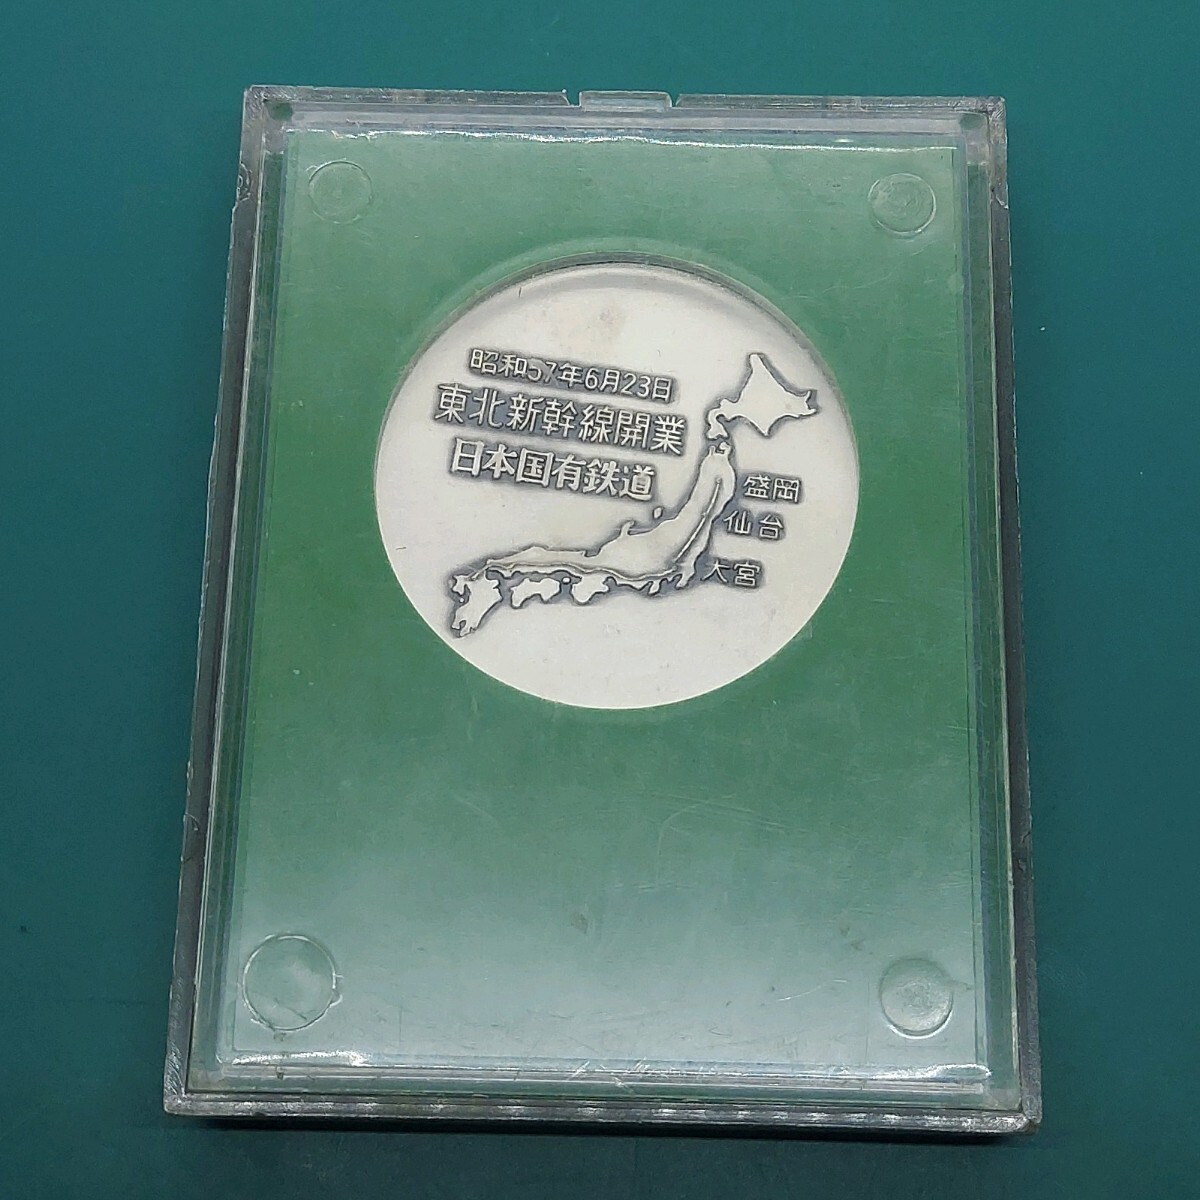 昭和57年6月23日
東北新幹線開業
日本国有鉄道
盛岡
仙台
大宮